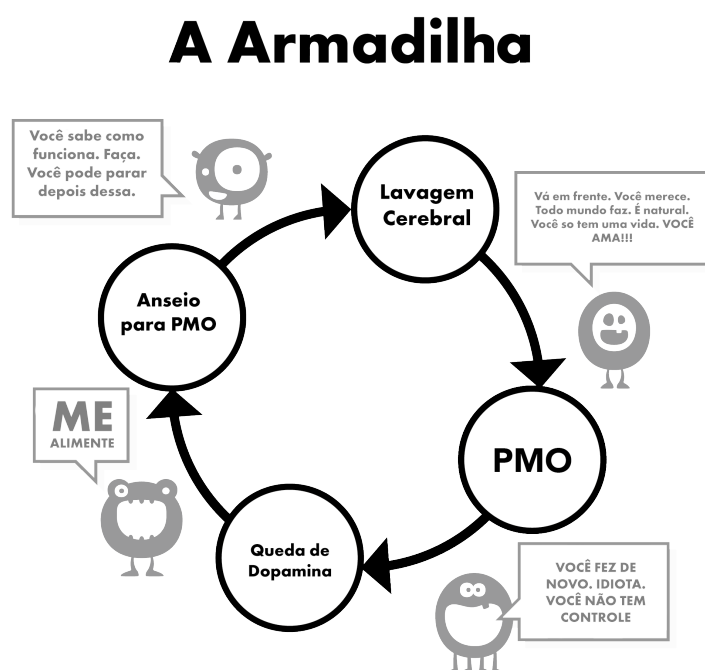 A Armadilha
Você sabe como
funciona. Faça.
Você pode parar
depois dessa.
Lavagem
Cerebral
Vá em frente. Você merece.
Todo mundo faz. É natural.
Você so tem uma vida. VOCÊ
AMA!!!
Anseio
para PMO
ME
ALIMENTE
PMO
Queda de
Dopamina
VOCÊ FEZ DE
NOVO. IDIOTA.
VOCÊ NÃO TEM
CONTROLE